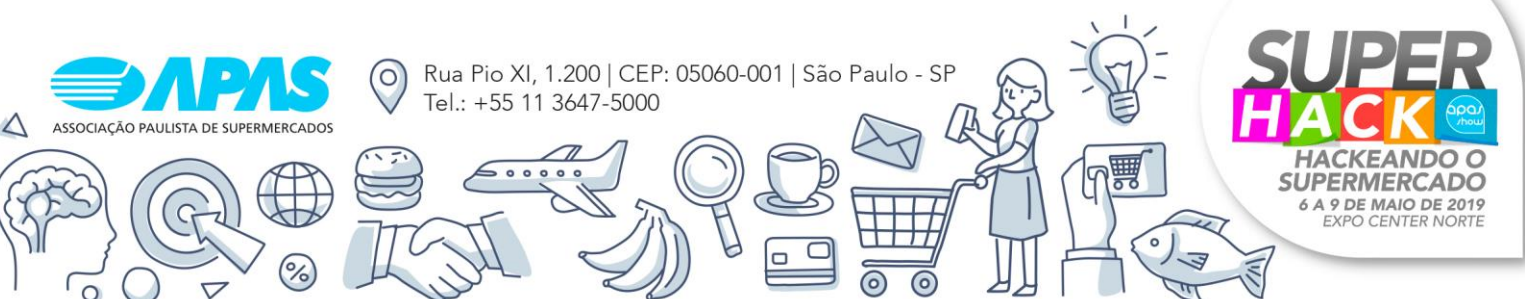 APAS
ASSOCIAÇÃO PAULISTA DE SUPERMERCADOS
Rua Pio XI, 1.200 | CEP: 05060-001 | São Paulo - SP
Tel.: +55 11 3647-5000
%
SUPER
HACK apas show
HACKEANDO O
SUPERMERCADO
6 A 9 DE MAIO DE 2019
EXPO CENTER NORTE